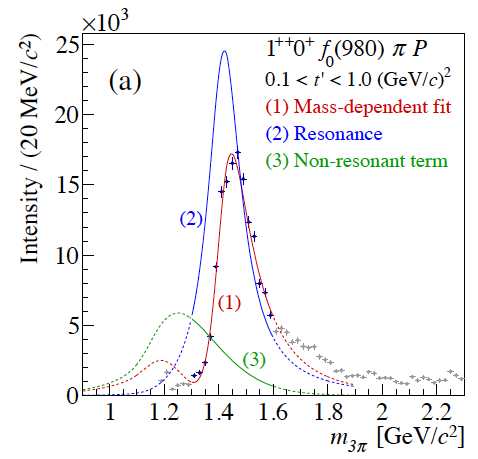 ×10³
1⁺⁺0⁺ f₀(980) π P
(a)
0.1 < t' < 1.0 (GeV/c)²
(1) Mass-dependent fit
(2) Resonance
(3) Non-resonant term
Intensity / (20 MeV/c²)
25
20
15
10
5
0
(2)
(1)
(3)
1 1.2 1.4 1.6 1.8 2 2.2
m₃π [GeV/c²]